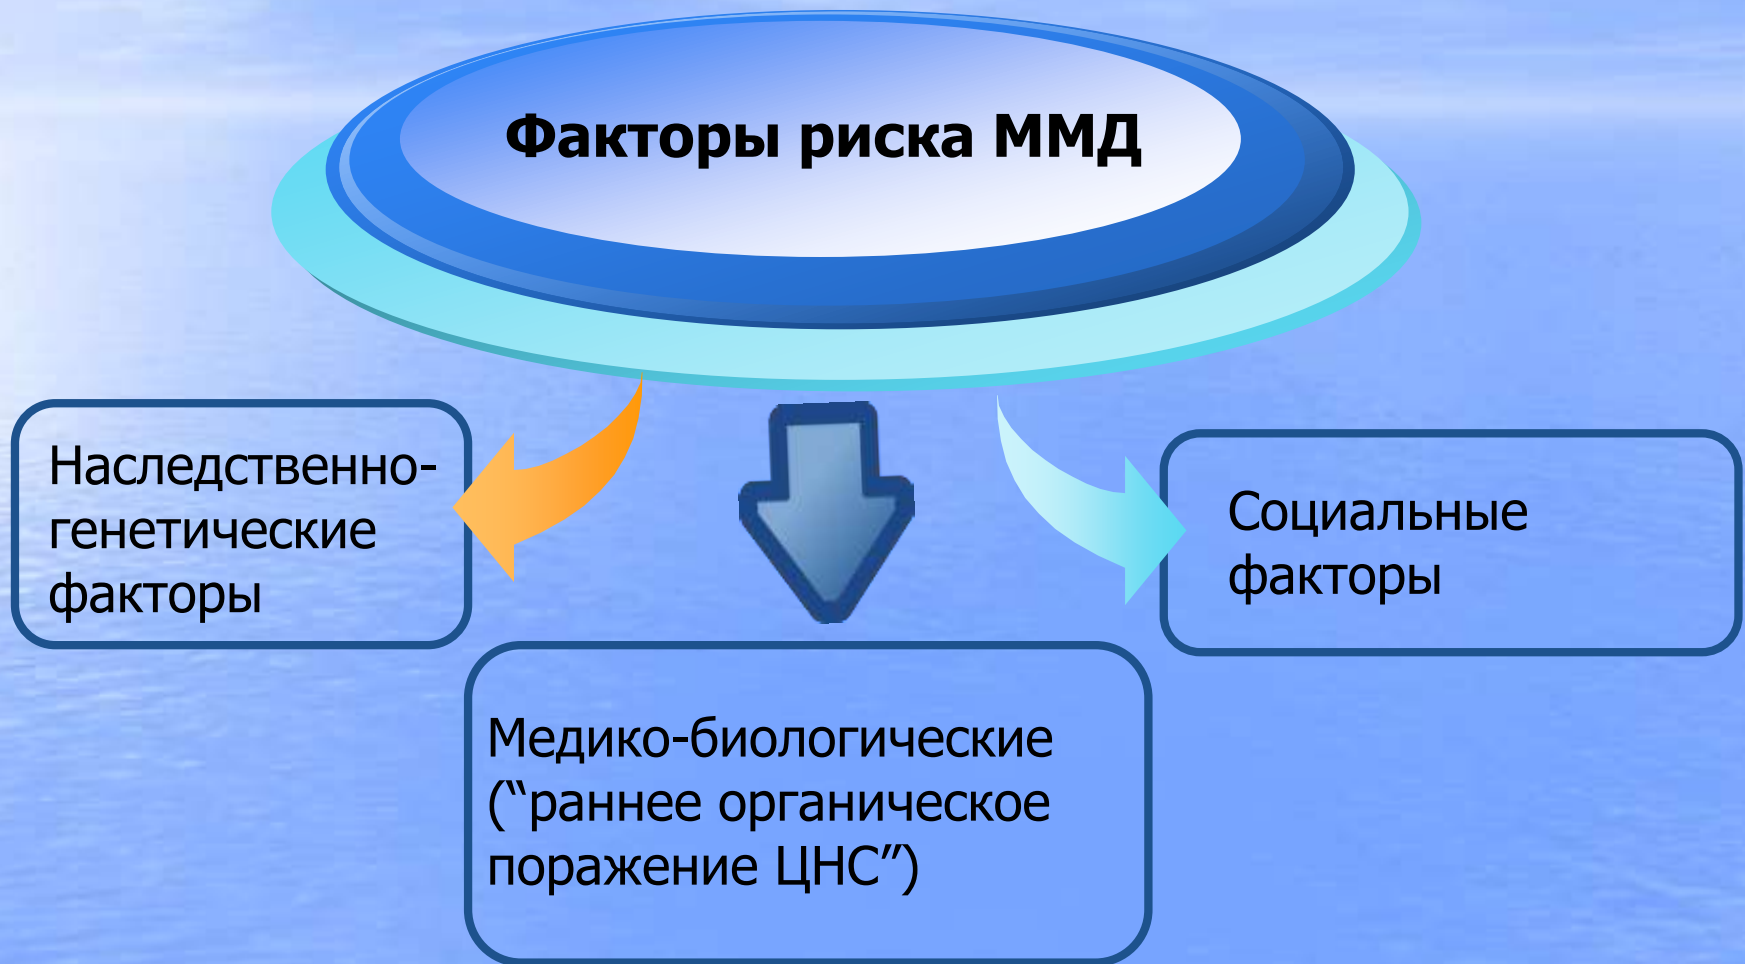 Факторы риска ММД
Наследственно-
генетические
факторы
Социальные
факторы
Медико-биологические
(“раннее органическое
поражение ЦНС”)